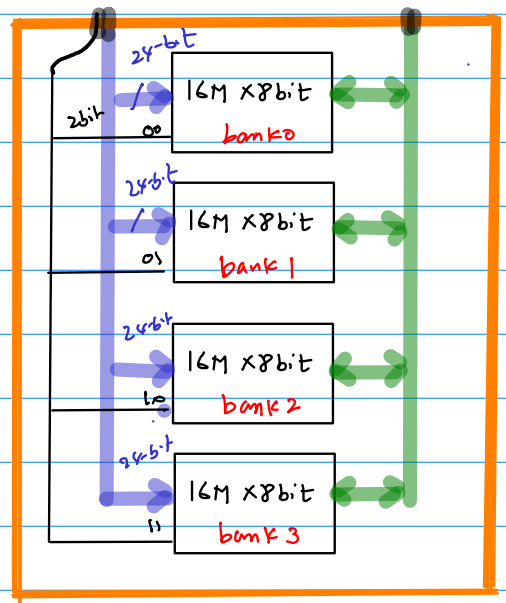 24-bit
16M x8bit
2bit
00
bank0
24-bit
16M x8bit
01
bank 1
24-bit
16M x8bit
10
bank 2
24-bit
16M x8bit
11
bank 3